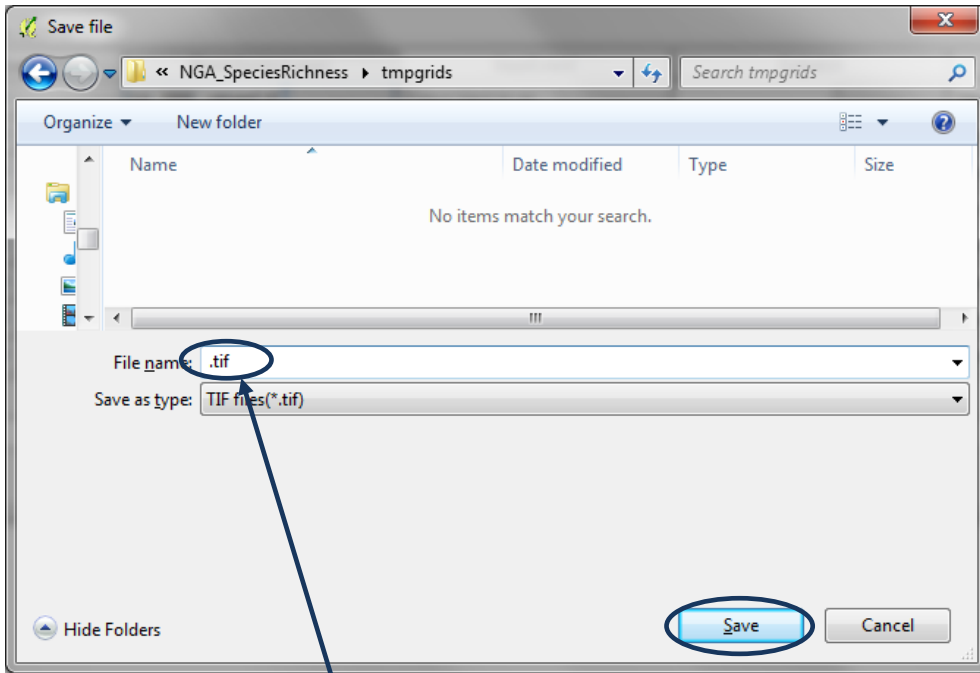 Save file
« NGA_SpeciesRichness ▸ tmpgrids Search tmpgrids
Organize New folder
Name Date modified Type Size
No items match your search.
File name: .tif
Save as type: TIF files(*.tif)
Hide Folders Save Cancel